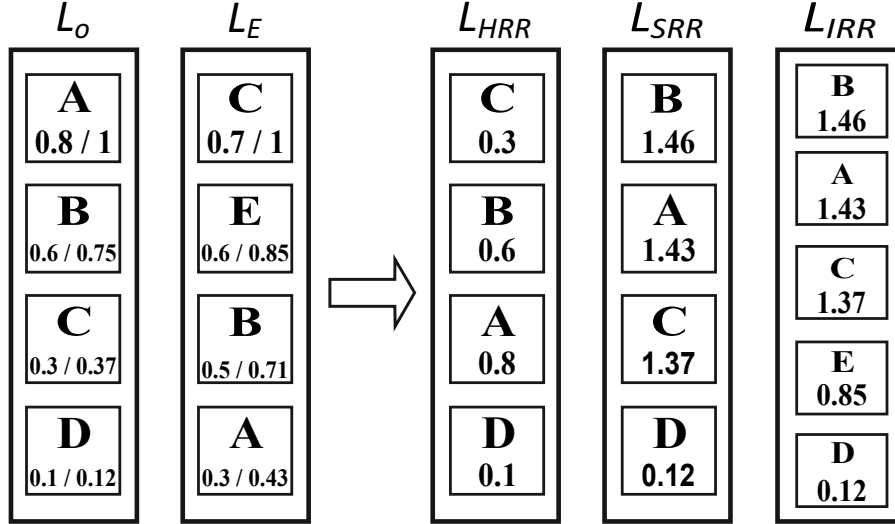 L_o
A
0.8 / 1
B
0.6 / 0.75
C
0.3 / 0.37
D
0.1 / 0.12
L_E
C
0.7 / 1
E
0.6 / 0.85
B
0.5 / 0.71
A
0.3 / 0.43
L_HRR
C
0.3
B
0.6
A
0.8
D
0.1
L_SRR
B
1.46
A
1.43
C
1.37
D
0.12
L_IRR
B
1.46
A
1.43
C
1.37
E
0.85
D
0.12